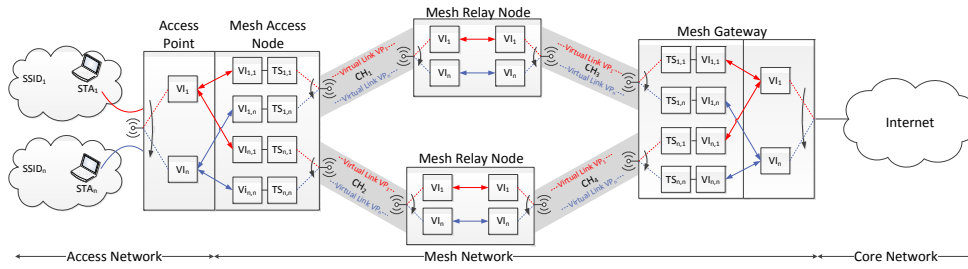 Mesh Relay Node
Access Point
Mesh Access Node
Mesh Gateway
SSID1
STA1
VI1
VI1,1 TS1,1
VI1,n TS1,n
VIn,1 TSn,1
Vin,n TSn,n
VIn
SSIDn
STAn
Virtual Link VP1
CH1
Virtual Link VPn
VI1 VI1
VIn VIn
Virtual Link VP1
CH3
Virtual Link VPn
Virtual Link VP1
CH2
Virtual Link VPn
Mesh Relay Node
VI1 VI1
VIn VIn
Virtual Link VP1
CH4
Virtual Link VPn
TS1,1 VI1,1
TS1,n VI1,n
TSn,1 VIn,1
TSn,n VIn,n
VI1
VIn
Internet
Access Network
Mesh Network
Core Network